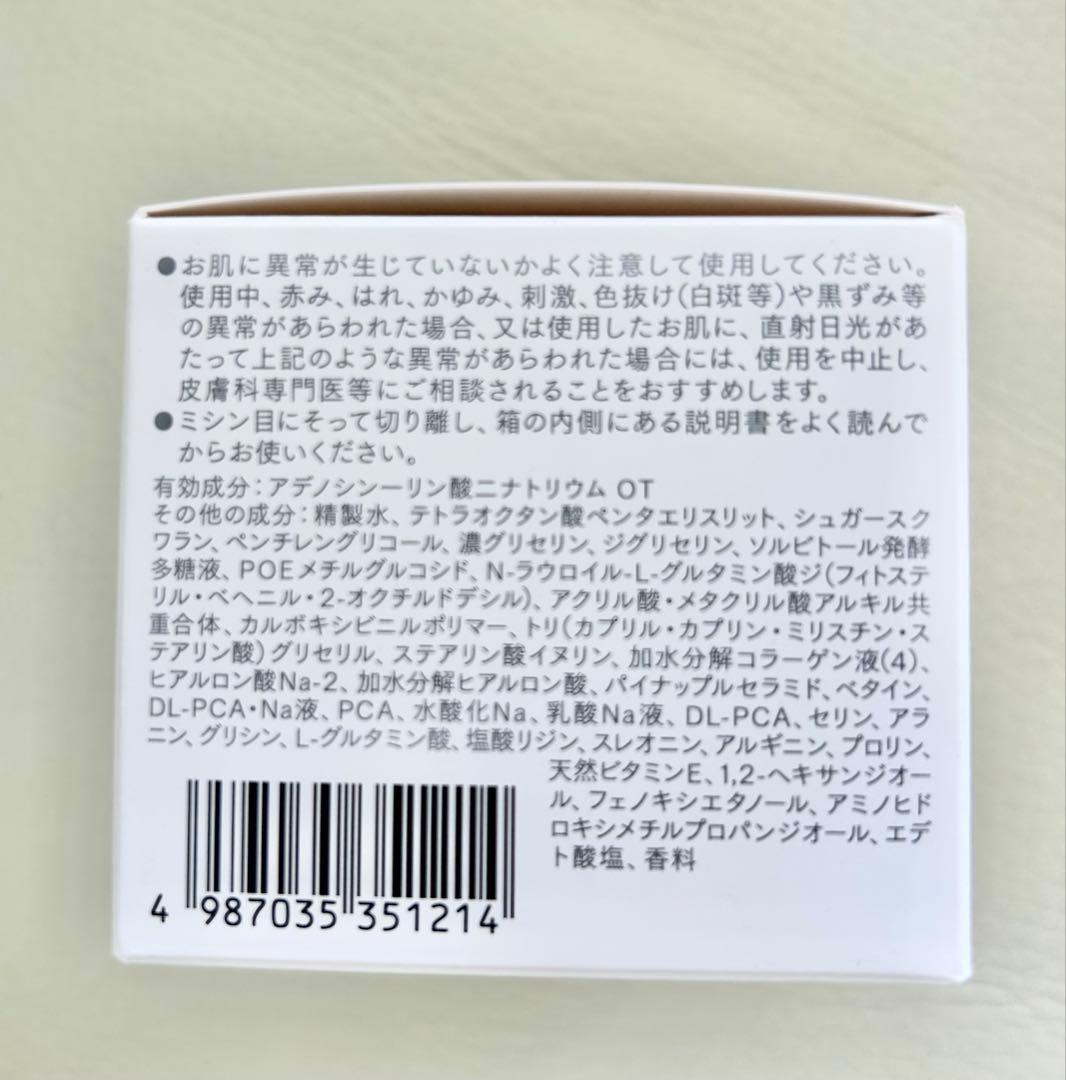 ●お肌に異常が生じていないかよく注意して使用してください。
使用中、赤み、はれ、かゆみ、刺激、色抜け(白斑等)や黒ずみ等
の異常があらわれた場合、又は使用したお肌に、直射日光があ
たって上記のような異常があらわれた場合には、使用を中止し、
皮膚科専門医等にご相談されることをおすすめします。
●ミシン目にそって切り離し、箱の内側にある説明書をよく読んで
からお使いください。
有効成分：アデノシン一リン酸二ナトリウム OT
その他の成分：精製水、テトラオクタン酸ペンタエリスリット、シュガースク
ワラン、ペンチレングリコール、濃グリセリン、ジグリセリン、ソルビトール発酵
多糖液、POEメチルグルコシド、N-ラウロイル-L-グルタミン酸ジ(フィトステ
リル・ベヘニル・2-オクチルドデシル)、アクリル酸・メタクリル酸アルキル共
重合体、カルボキシビニルポリマー、トリ(カプリル・カプリン・ミリスチン・ス
テアリン酸)グリセリル、ステアリン酸イヌリン、加水分解コラーゲン液(4)、
ヒアルロン酸Na-2、加水分解ヒアルロン酸、パイナップルセラミド、ベタイン、
DL-PCA・Na液、PCA、水酸化Na、乳酸Na液、DL-PCA、セリン、アラ
ニン、グリシン、L-グルタミン酸、塩酸リジン、スレオニン、アルギニン、プロリン、
天然ビタミンE、1,2-ヘキサンジオー
ル、フェノキシエタノール、アミノヒド
ロキシメチルプロパンジオール、エデ
ト酸塩、香料
4 987035 351214